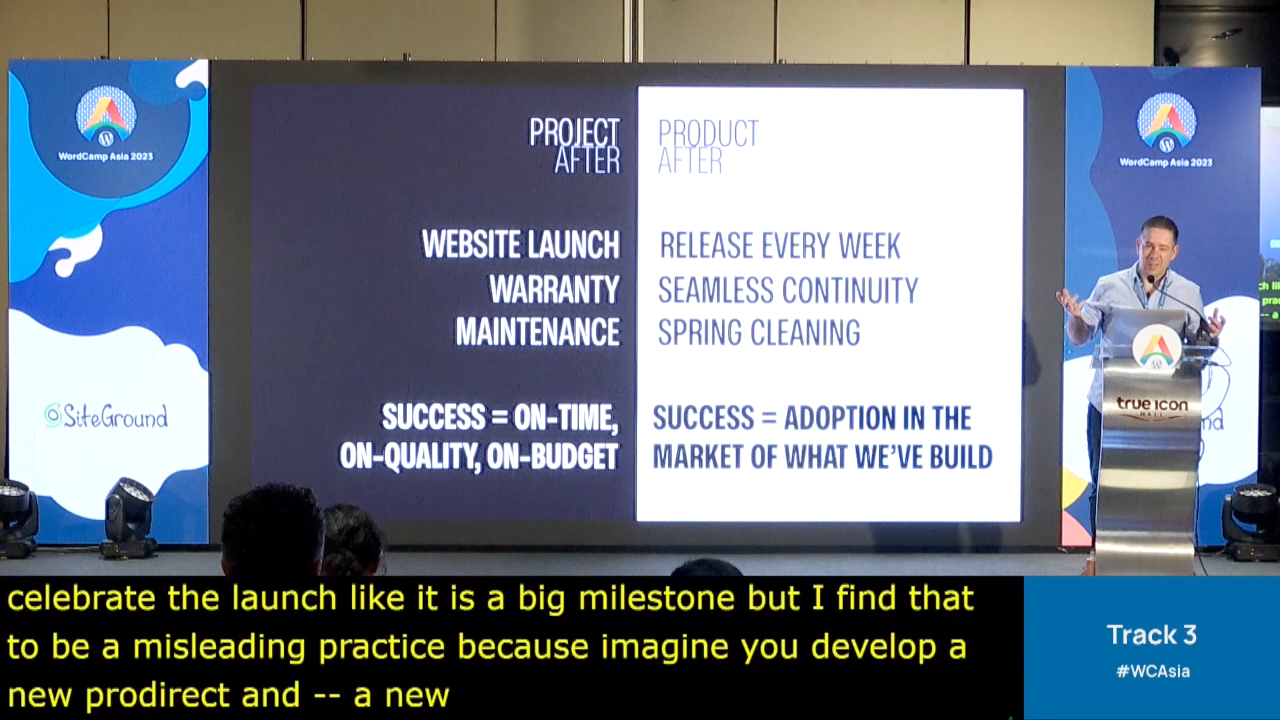 WordCamp Asia 2023
SiteGround
PROJECT
AFTER
WEBSITE LAUNCH
WARRANTY
MAINTENANCE
SUCCESS = ON-TIME,
ON-QUALITY, ON-BUDGET
PRODUCT
AFTER
RELEASE EVERY WEEK
SEAMLESS CONTINUITY
SPRING CLEANING
SUCCESS = ADOPTION IN THE
MARKET OF WHAT WE'VE BUILD
WordCamp Asia 2023
true icon
HALL
celebrate the launch like it is a big milestone but I find that
to be a misleading practice because imagine you develop a
new prodirect and -- a new
Track 3
#WCAsia